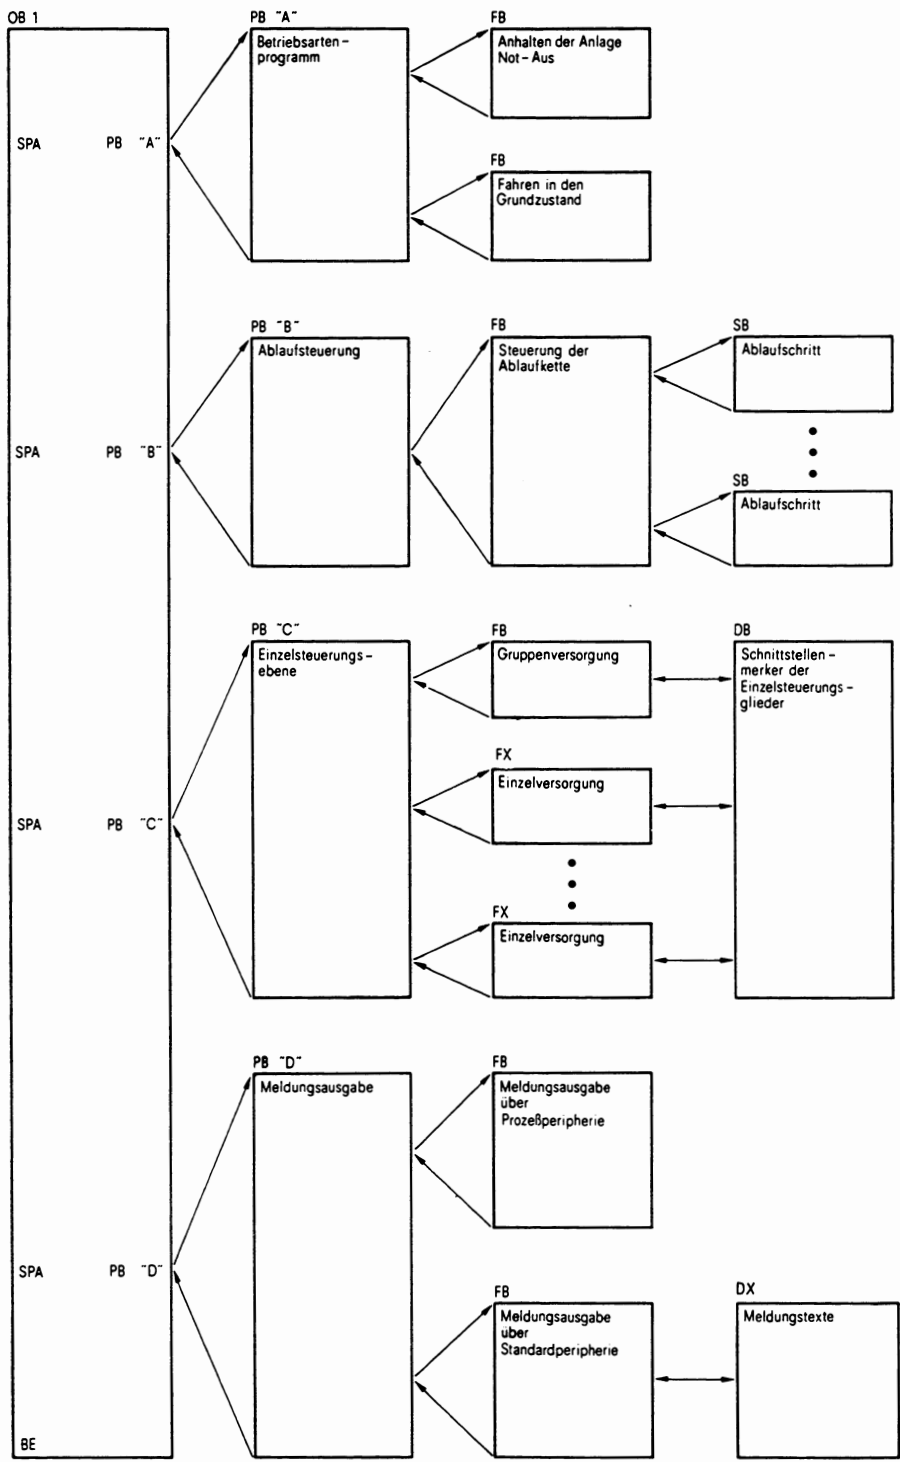 OB 1
SPA PB "A"
SPA PB "B"
SPA PB "C"
SPA PB "D"
BE
PB "A"
Betriebsarten-
programm
FB
Anhalten der Anlage
Not-Aus
FB
Fahren in den
Grundzustand
PB "B"
Ablaufsteuerung
FB
Steuerung der
Ablaufkette
SB
Ablaufschritt
SB
Ablaufschritt
PB "C"
Einzelsteuerungs-
ebene
FB
Gruppenversorgung
FX
Einzelversorgung
FX
Einzelversorgung
DB
Schnittstellen-
merker der
Einzelsteuerungs-
glieder
PB "D"
Meldungsausgabe
FB
Meldungsausgabe
über
Prozeßperipherie
FB
Meldungsausgabe
über
Standardperipherie
DX
Meldungstexte